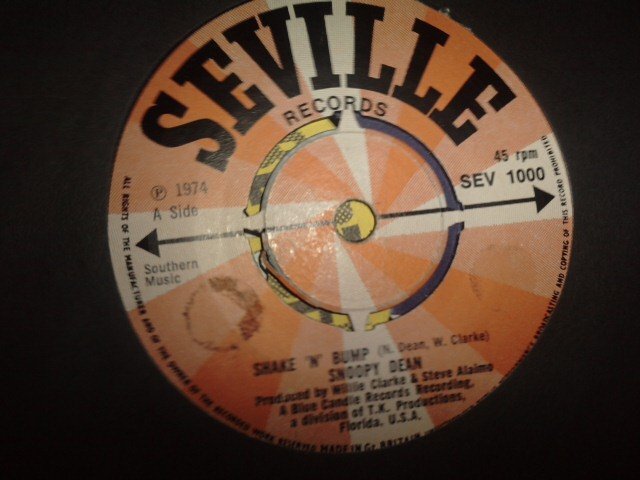 SEVILLE
RECORDS
45 rpm
SEV 1000
℗ 1974
A Side
Southern
Music
SHAKE 'N' BUMP (N. Dean, W. Clarke)
SNOOPY DEAN
Produced by Willie Clarke & Steve Alaimo
A Blue Candle Records Recording,
a division of T.K. Productions,
Florida. U.S.A.
ALL RIGHTS OF THE MANUFACTURER AND OF THE OWNER OF THE RECORDED WORK RESERVED MADE IN GT BRITAIN
BROADCASTING AND COPYING OF THIS RECORD PROHIBITED